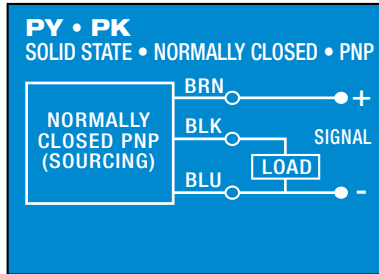 PY • PK
SOLID STATE • NORMALLY CLOSED • PNP
BRN
+
NORMALLY
CLOSED PNP
(SOURCING)
BLK
SIGNAL
LOAD
BLU
-